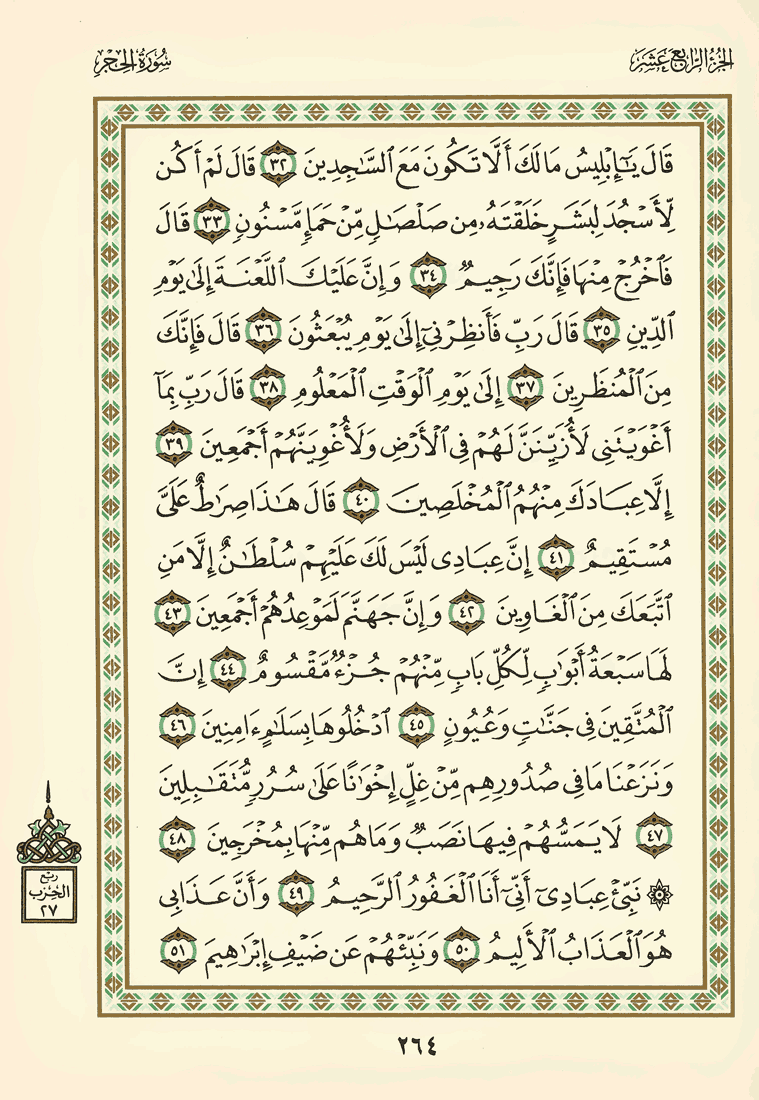 الجزء الرابع عشر
سورة الحجر
قَالَ يَـٰٓإِبْلِيسُ مَا لَكَ أَلَّا تَكُونَ مَعَ ٱلسَّـٰجِدِينَ ٣٢ قَالَ لَمْ أَكُن
لِّأَسْجُدَ لِبَشَرٍ خَلَقْتَهُۥ مِن صَلْصَـٰلٍ مِّنْ حَمَإٍ مَّسْنُونٍ ٣٣ قَالَ
فَٱخْرُجْ مِنْهَا فَإِنَّكَ رَجِيمٌ ٣٤ وَإِنَّ عَلَيْكَ ٱللَّعْنَةَ إِلَىٰ يَوْمِ
ٱلدِّينِ ٣٥ قَالَ رَبِّ فَأَنظِرْنِىٓ إِلَىٰ يَوْمِ يُبْعَثُونَ ٣٦ قَالَ فَإِنَّكَ
مِنَ ٱلْمُنظَرِينَ ٣٧ إِلَىٰ يَوْمِ ٱلْوَقْتِ ٱلْمَعْلُومِ ٣٨ قَالَ رَبِّ بِمَآ
أَغْوَيْتَنِى لَأُزَيِّنَنَّ لَهُمْ فِى ٱلْأَرْضِ وَلَأُغْوِيَنَّهُمْ أَجْمَعِينَ ٣٩
إِلَّا عِبَادَكَ مِنْهُمُ ٱلْمُخْلَصِينَ ٤٠ قَالَ هَـٰذَا صِرَٰطٌ عَلَىَّ
مُسْتَقِيمٌ ٤١ إِنَّ عِبَادِى لَيْسَ لَكَ عَلَيْهِمْ سُلْطَـٰنٌ إِلَّا مَنِ
ٱتَّبَعَكَ مِنَ ٱلْغَاوِينَ ٤٢ وَإِنَّ جَهَنَّمَ لَمَوْعِدُهُمْ أَجْمَعِينَ ٤٣
لَهَا سَبْعَةُ أَبْوَٰبٍ لِّكُلِّ بَابٍ مِّنْهُمْ جُزْءٌ مَّقْسُومٌ ٤٤ إِنَّ
ٱلْمُتَّقِينَ فِى جَنَّـٰتٍ وَعُيُونٍ ٤٥ ٱدْخُلُوهَا بِسَلَـٰمٍ ءَامِنِينَ ٤٦
وَنَزَعْنَا مَا فِى صُدُورِهِم مِّنْ غِلٍّ إِخْوَٰنًا عَلَىٰ سُرُرٍ مُّتَقَـٰبِلِينَ
٤٧ لَا يَمَسُّهُمْ فِيهَا نَصَبٌ وَمَا هُم مِّنْهَا بِمُخْرَجِينَ ٤٨
۞ نَبِّئْ عِبَادِىٓ أَنِّىٓ أَنَا ٱلْغَفُورُ ٱلرَّحِيمُ ٤٩ وَأَنَّ عَذَابِى
هُوَ ٱلْعَذَابُ ٱلْأَلِيمُ ٥٠ وَنَبِّئْهُمْ عَن ضَيْفِ إِبْرَٰهِيمَ ٥١
ربع
الحزب
٢٧
٢٦٤